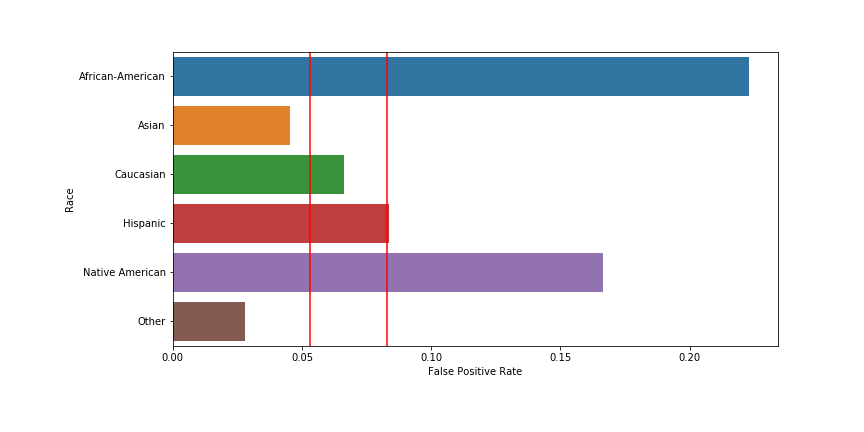 African-American
Asian
Caucasian
Hispanic
Native American
Other
Race
0.00 0.05 0.10 0.15 0.20
False Positive Rate